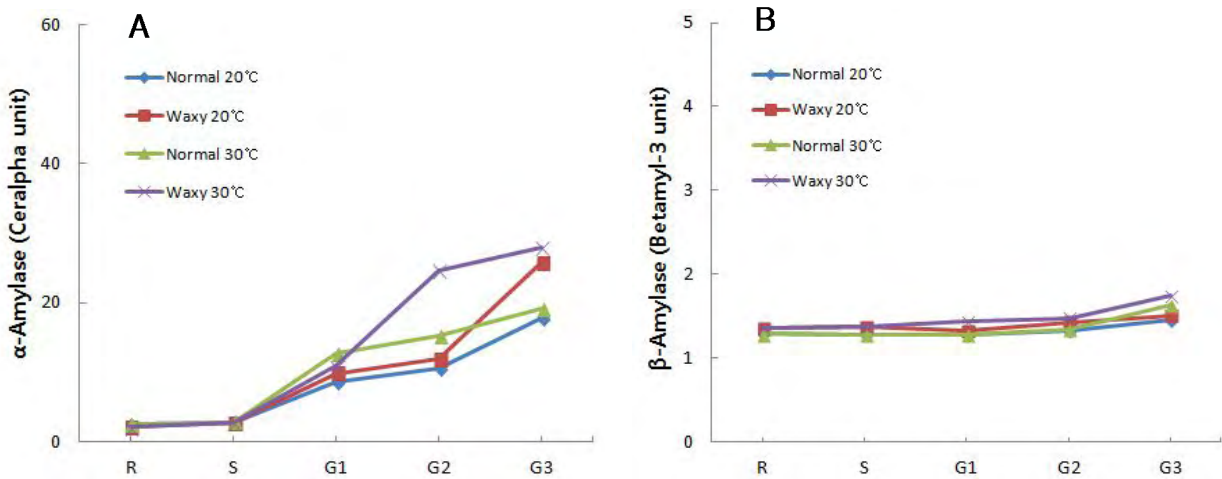 A
α-Amylase (Ceralpha unit)
60
40
20
0
Normal 20℃
Waxy 20℃
Normal 30℃
Waxy 30℃
R S G1 G2 G3
B
β-Amylase (Betamyl-3 unit)
5
4
3
2
1
0
Normal 20℃
Waxy 20℃
Normal 30℃
Waxy 30℃
R S G1 G2 G3